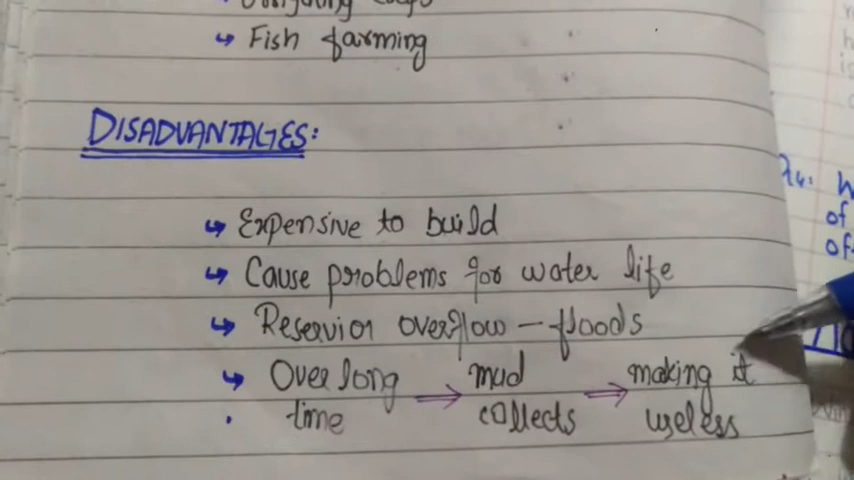 ↳ Fish farming
DISADVANTAGES:
↳ Expensive to build
↳ Cause problems for water life
↳ Reservior overflow — floods
↳ Over long time → mud collects → making it useless
of